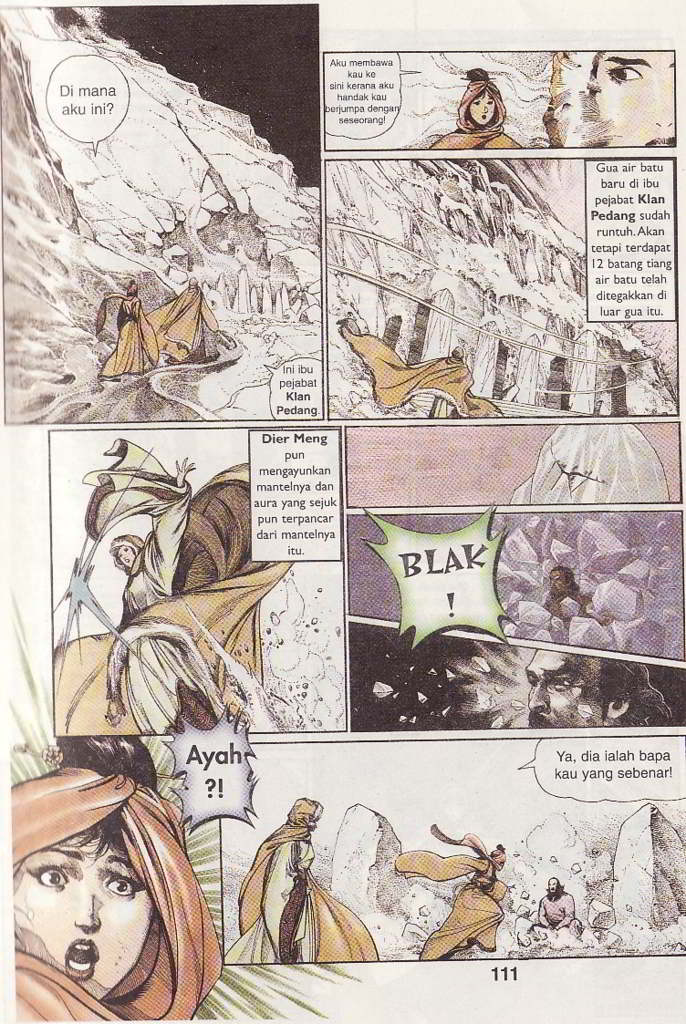 Di mana
aku ini?
Ini ibu
pejabat
Klan
Pedang.
Aku membawa
kau ke
sini kerana aku
handak kau
berjumpa dengan
seseorang!
Gua air batu
baru di ibu
pejabat Klan
Pedang sudah
runtuh. Akan
tetapi terdapat
12 batang tiang
air batu telah
ditegakkan di
luar gua itu.
Dier Meng
pun
mengayunkan
mantelnya dan
aura yang sejuk
pun terpancar
dari mantelnya
itu.
BLAK
!
Ayah
?!
Ya, dia ialah bapa
kau yang sebenar!
111